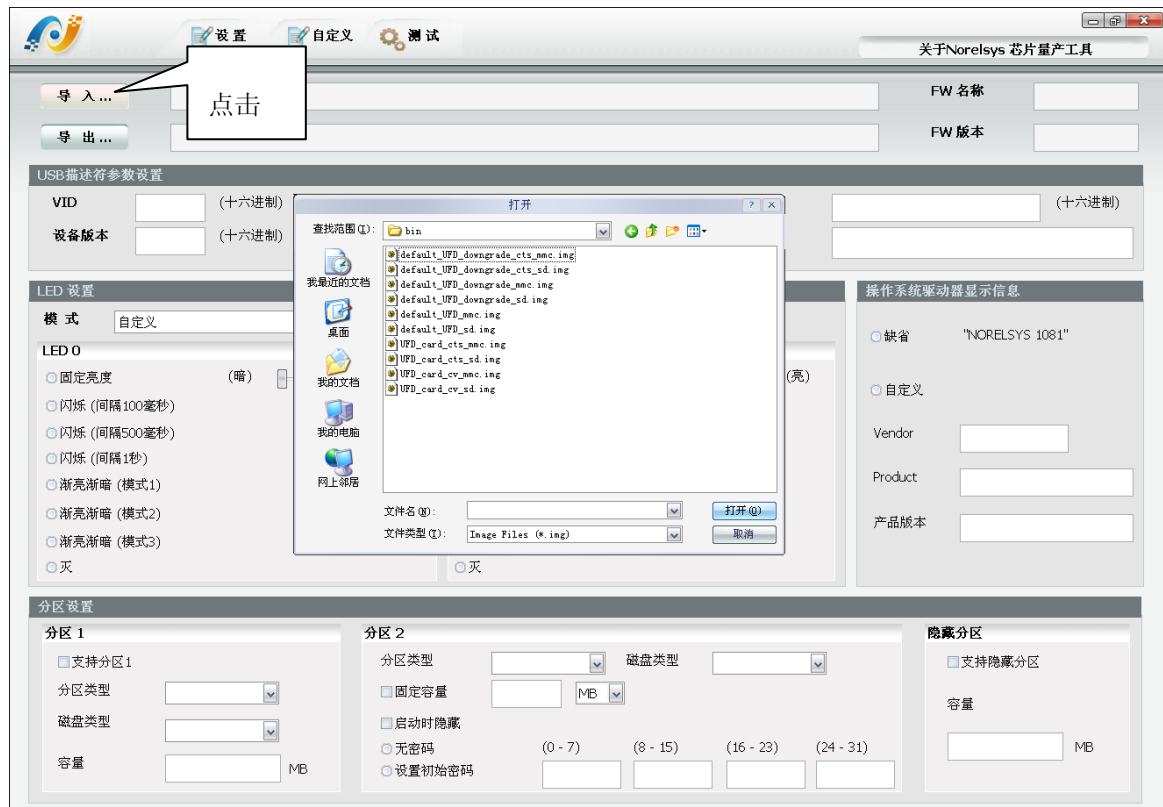 设 置
自定义
测 试
关于Norelsys 芯片量产工具
导 入 ...
点击
FW 名称
导 出 ...
FW 版本
USB描述符参数设置
VID
(十六进制)
(十六进制)
设备版本
(十六进制)
打开
查找范围(I):
bin
我最近的文档
桌面
我的文档
我的电脑
网上邻居
default_UFD_downgrade_cts_mmc.img
default_UFD_downgrade_cts_sd.img
default_UFD_downgrade_mmc.img
default_UFD_downgrade_sd.img
default_UFD_mmc.img
default_UFD_sd.img
UFD_card_cts_mmc.img
UFD_card_cts_sd.img
UFD_card_cv_mmc.img
UFD_card_cv_sd.img
文件名(N):
打开(O)
文件类型(T):
Image Files (*.img)
取消
LED 设置
模 式
自定义
LED 0
固定亮度
(暗)
(亮)
闪烁 (间隔100毫秒)
闪烁 (间隔500毫秒)
闪烁 (间隔1秒)
渐亮渐暗 (模式1)
渐亮渐暗 (模式2)
渐亮渐暗 (模式3)
灭
灭
操作系统驱动器显示信息
缺省
"NORELSYS 1081"
自定义
Vendor
Product
产品版本
分区设置
分区 1
支持分区1
分区类型
磁盘类型
容量
MB
分区 2
分区类型
磁盘类型
固定容量
MB
启动时隐藏
无密码
(0 - 7)
(8 - 15)
(16 - 23)
(24 - 31)
设置初始密码
隐藏分区
支持隐藏分区
容量
MB